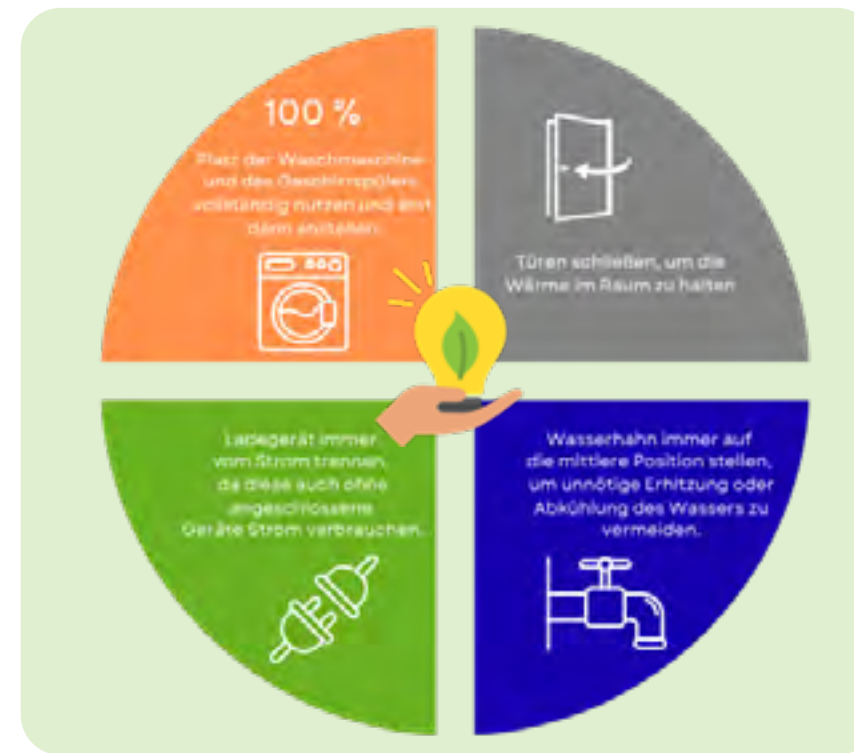 100 %
Platz der Waschmaschine
und des Geschirrspülers
vollständig nutzen und erst
dann anstellen.
Türen schließen, um die
Wärme im Raum zu halten
Ladegerät immer
vom Strom trennen,
da diese auch ohne
angeschlossene
Geräte Strom verbrauchen.
Wasserhahn immer auf
die mittlere Position stellen,
um unnötige Erhitzung oder
Abkühlung des Wassers zu
vermeiden.